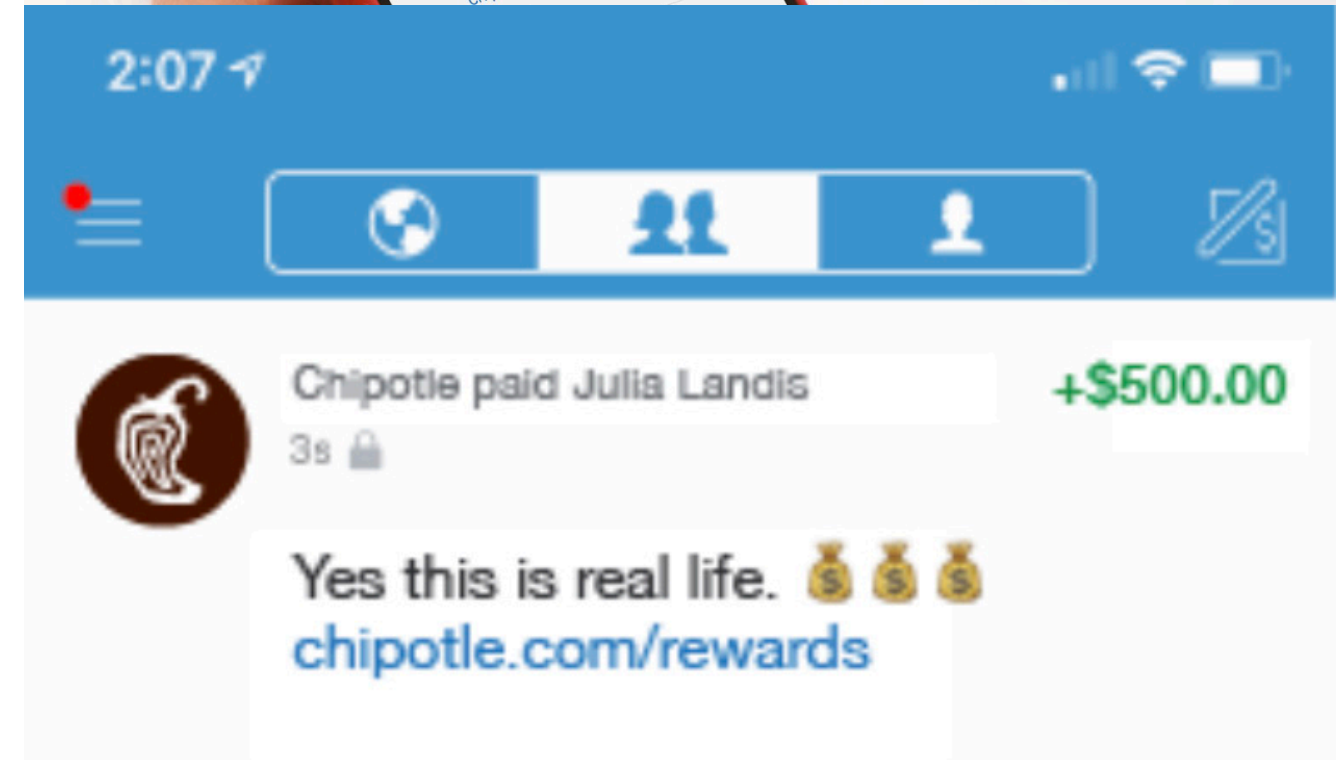 2:07
Chipotle paid Julia Landis
+$500.00
3s
Yes this is real life. 💰💰💰
chipotle.com/rewards